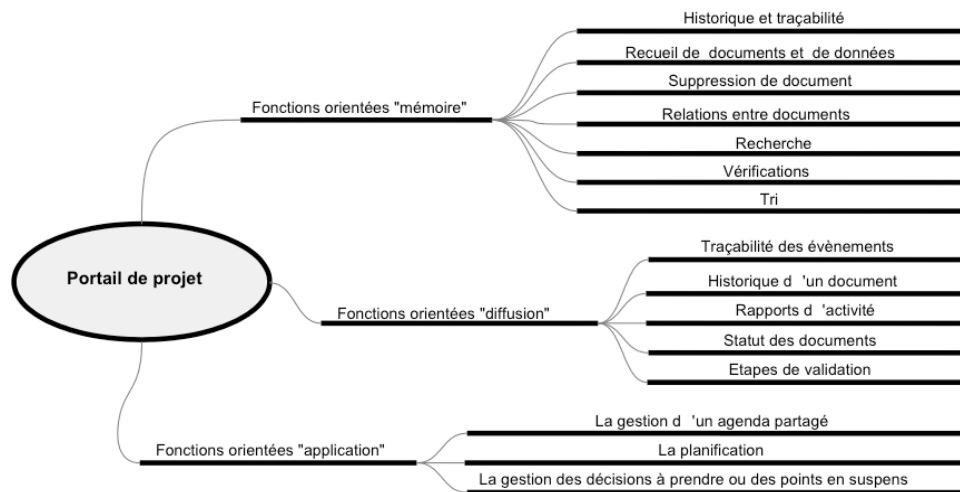 Portail de projet
Fonctions orientées "mémoire"
Historique et traçabilité
Recueil de documents et de données
Suppression de document
Relations entre documents
Recherche
Vérifications
Tri
Fonctions orientées "diffusion"
Traçabilité des évènements
Historique d 'un document
Rapports d 'activité
Statut des documents
Etapes de validation
Fonctions orientées "application"
La gestion d 'un agenda partagé
La planification
La gestion des décisions à prendre ou des points en suspens